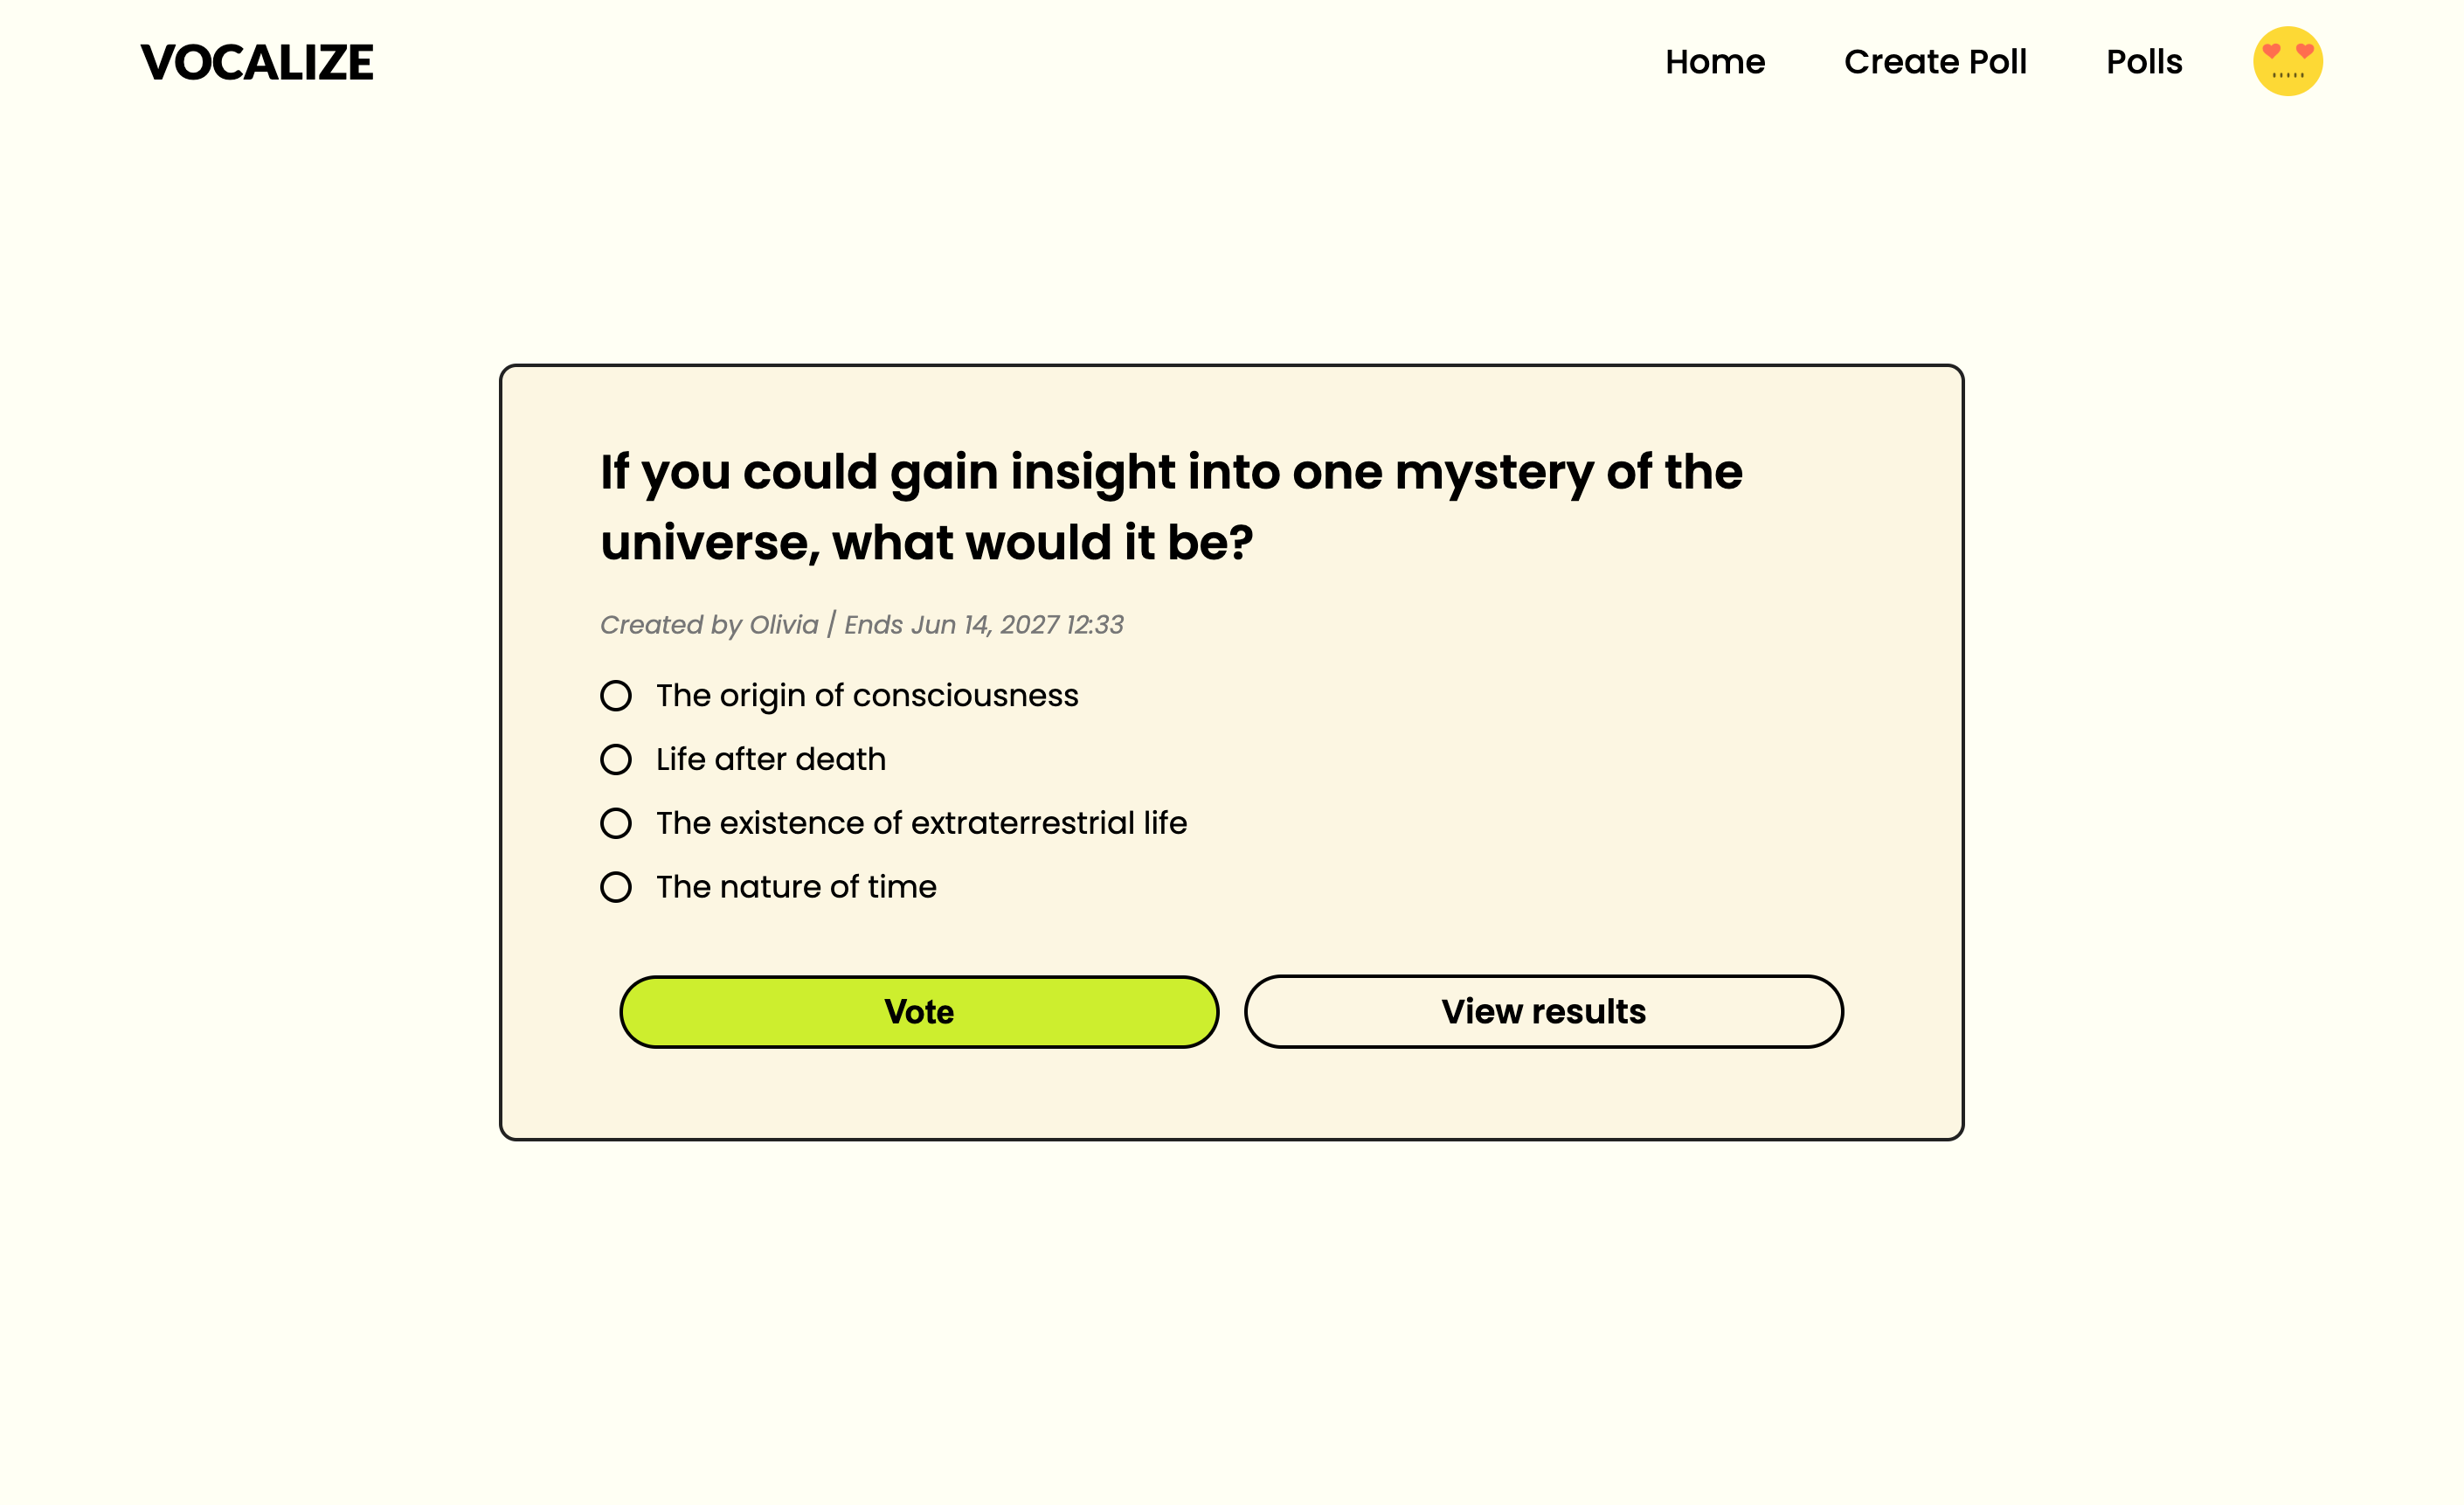 VOCALIZE
Home
Create Poll
Polls
If you could gain insight into one mystery of the
universe, what would it be?
Created by Olivia / Ends Jun 14, 2027 12:33
The origin of consciousness
Life after death
The existence of extraterrestrial life
The nature of time
Vote
View results